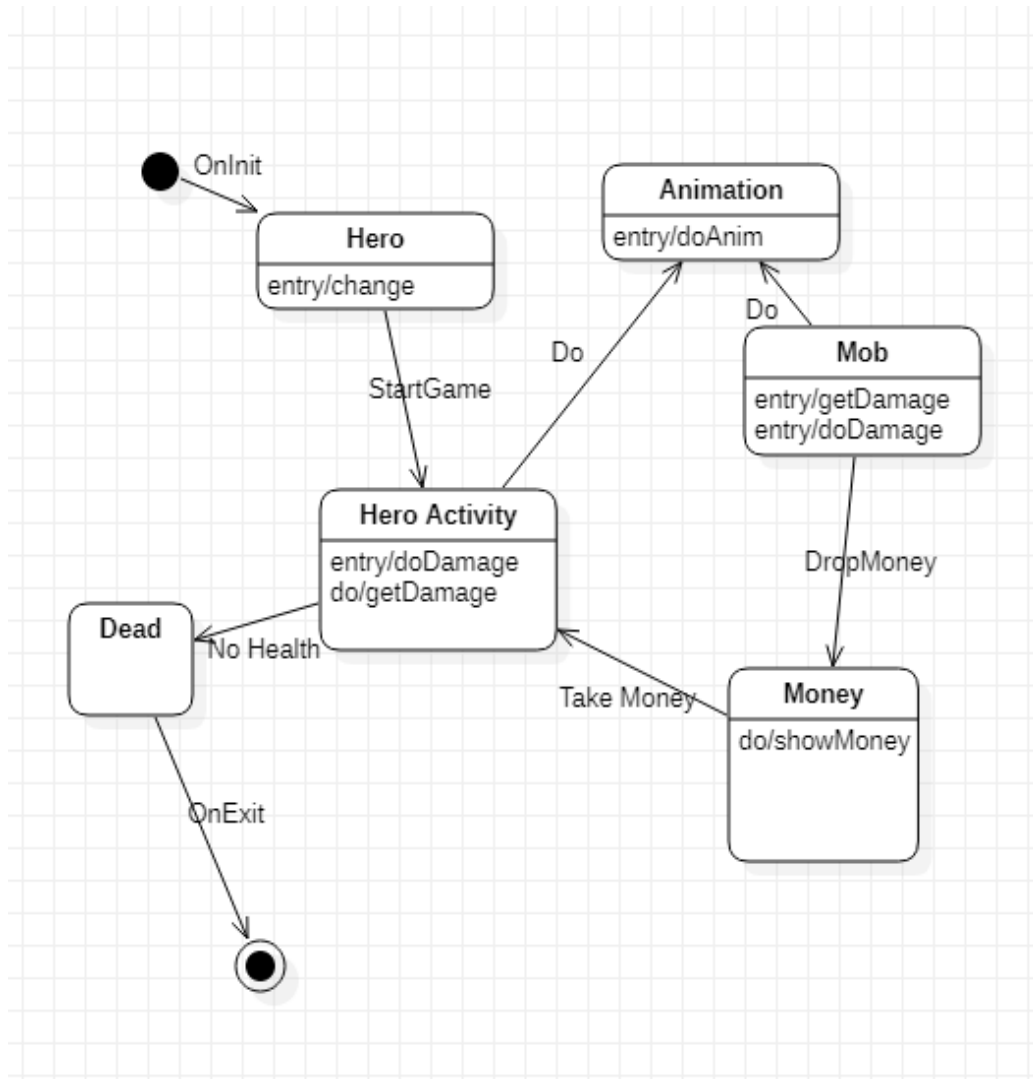 OnInit
Animation
entry/doAnim
Hero
entry/change
Do
Do
Mob
entry/getDamage
entry/doDamage
StartGame
Hero Activity
entry/doDamage
do/getDamage
DropMoney
Dead
No Health
Take Money
Money
do/showMoney
OnExit